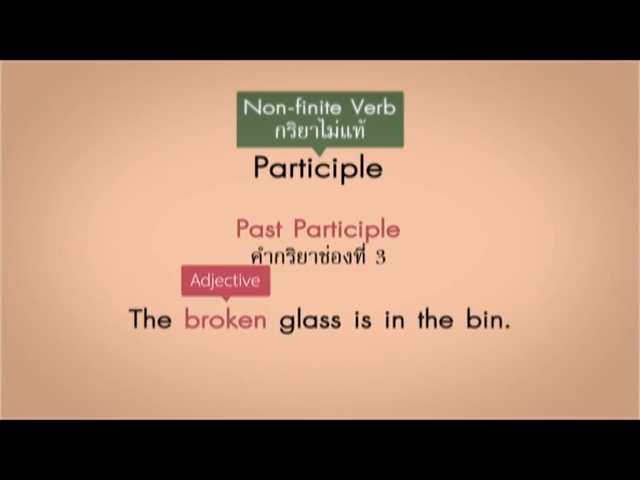 Non-finite Verb
กริยาไม่แท้
Participle
Past Participle
คำกริยาช่องที่ 3
Adjective
The broken glass is in the bin.